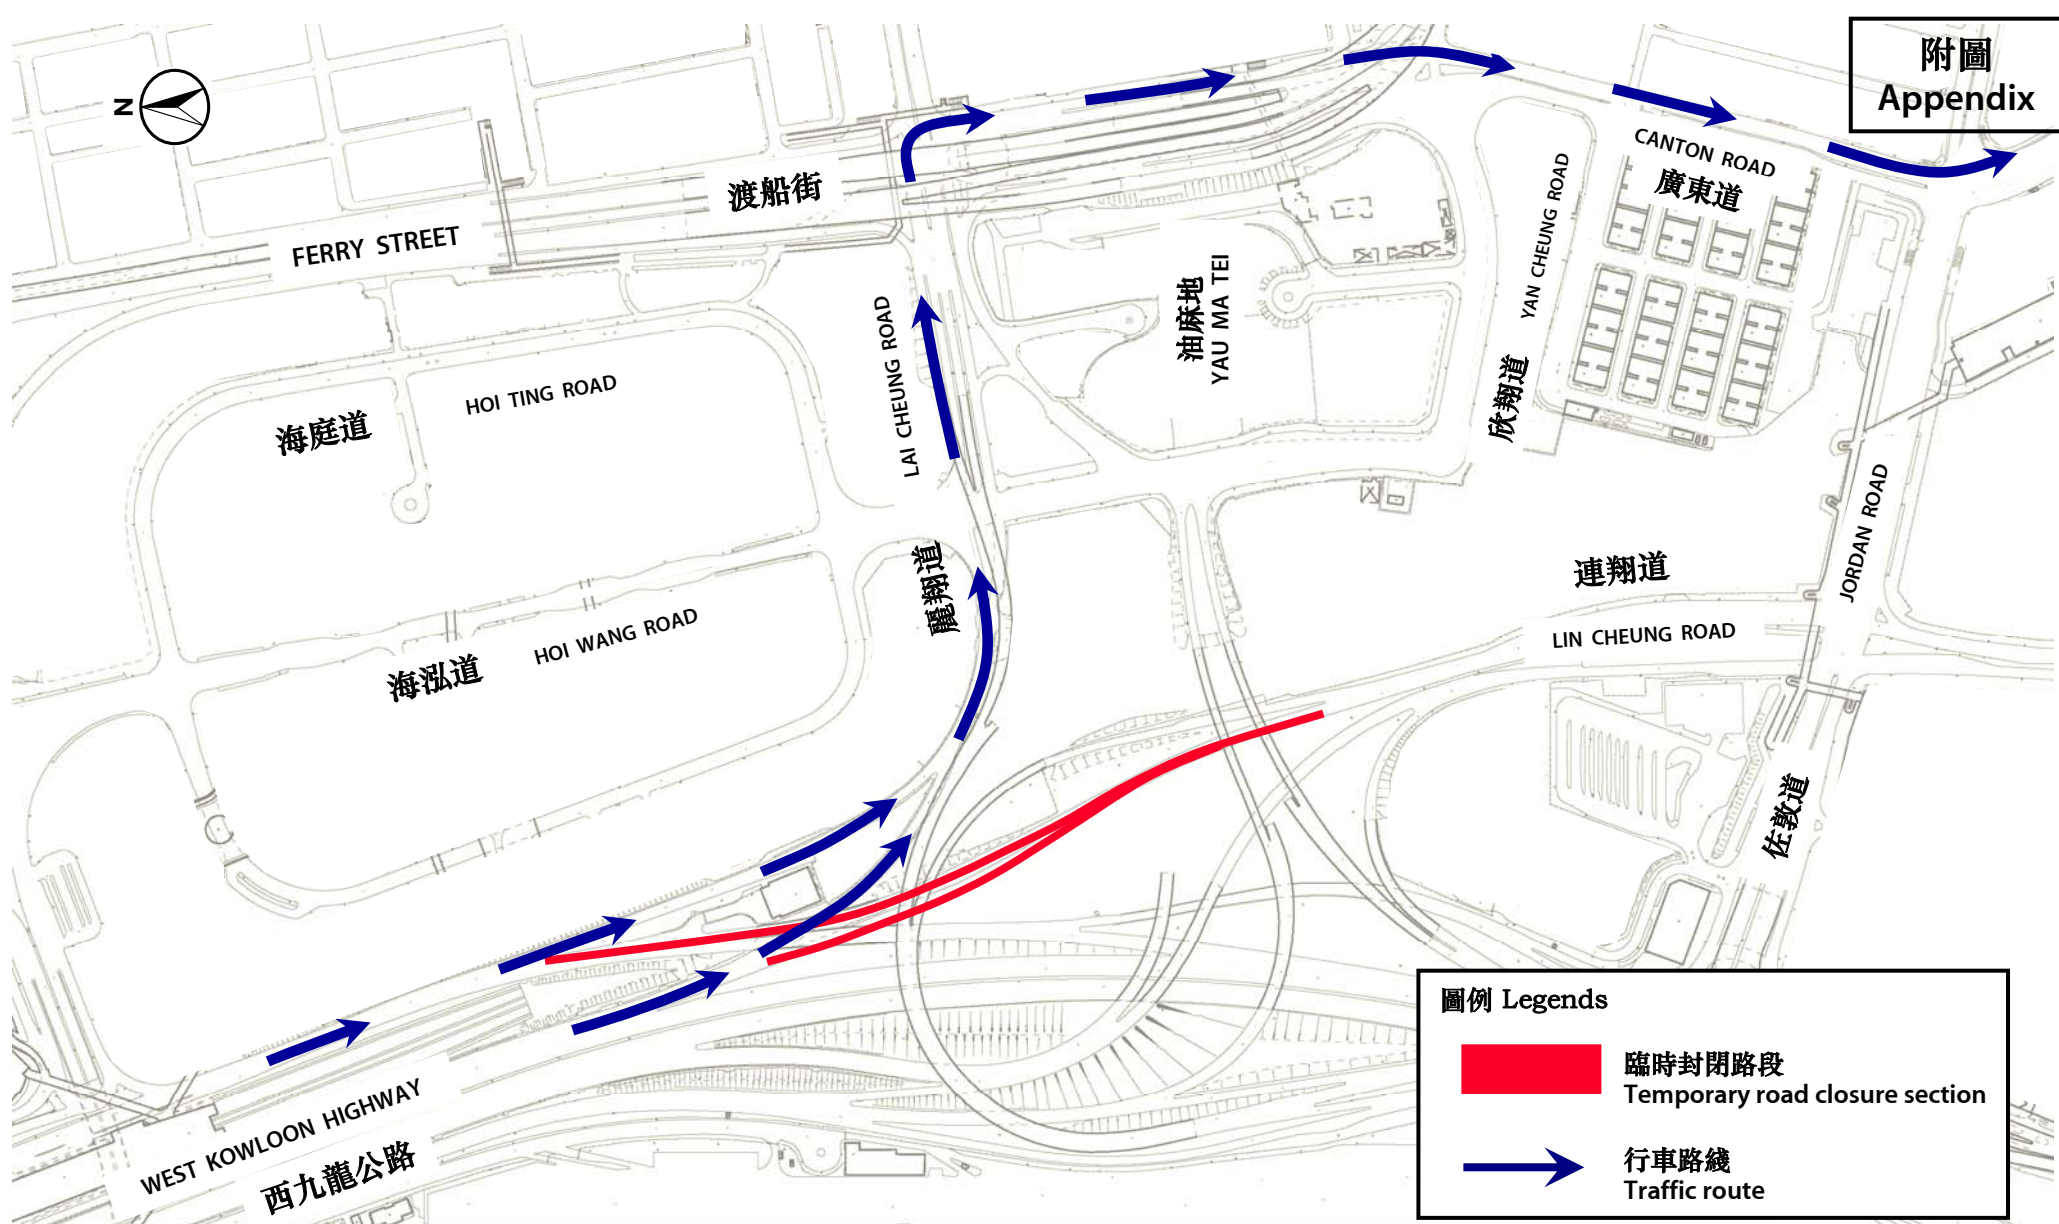 附圖
Appendix
N
CANTON ROAD
廣東道
渡船街
FERRY STREET
YAN CHEUNG ROAD
欣翔道
油麻地
YAU MA TEI
LAI CHEUNG ROAD
麗翔道
HOI TING ROAD
海庭道
JORDAN ROAD
佐敦道
連翔道
LIN CHEUNG ROAD
HOI WANG ROAD
海泓道
WEST KOWLOON HIGHWAY
西九龍公路
圖例 Legends
臨時封閉路段
Temporary road closure section
行車路綫
Traffic route